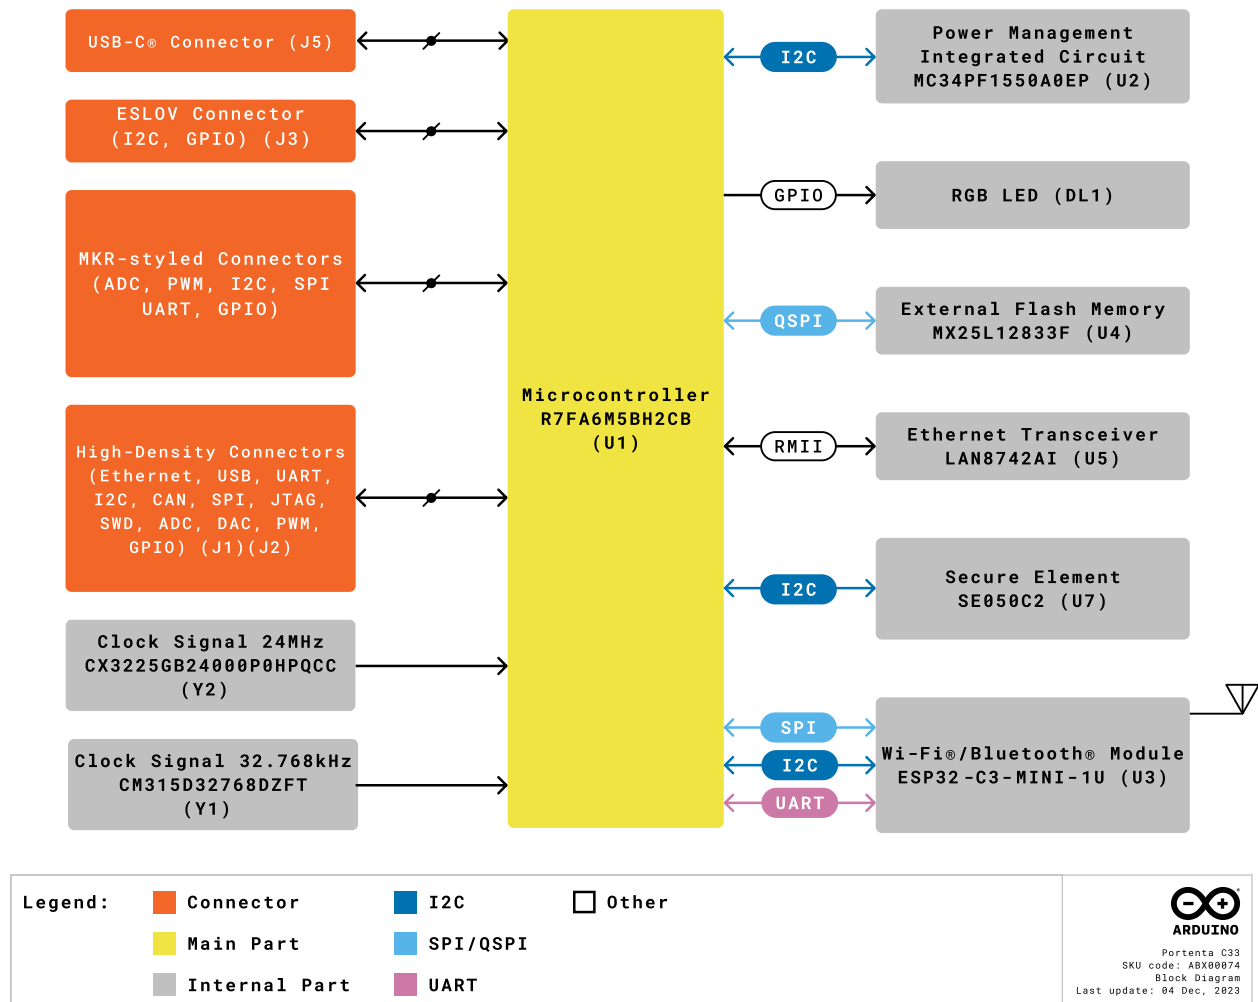 USB-C® Connector (J5)
ESLOV Connector
(I2C, GPIO) (J3)
MKR-styled Connectors
(ADC, PWM, I2C, SPI
UART, GPIO)
High-Density Connectors
(Ethernet, USB, UART,
I2C, CAN, SPI, JTAG,
SWD, ADC, DAC, PWM,
GPIO) (J1)(J2)
Clock Signal 24MHz
CX3225GB24000P0HPQCC
(Y2)
Clock Signal 32.768kHz
CM315D32768DZFT
(Y1)
Microcontroller
R7FA6M5BH2CB
(U1)
I2C
GPIO
QSPI
RMII
I2C
SPI
I2C
UART
Power Management
Integrated Circuit
MC34PF1550A0EP (U2)
RGB LED (DL1)
External Flash Memory
MX25L12833F (U4)
Ethernet Transceiver
LAN8742AI (U5)
Secure Element
SE050C2 (U7)
Wi-Fi®/Bluetooth® Module
ESP32-C3-MINI-1U (U3)
Legend:
Connector
Main Part
Internal Part
I2C
SPI/QSPI
UART
Other
ARDUINO
Portenta C33
SKU code: ABX00074
Block Diagram
Last update: 04 Dec, 2023